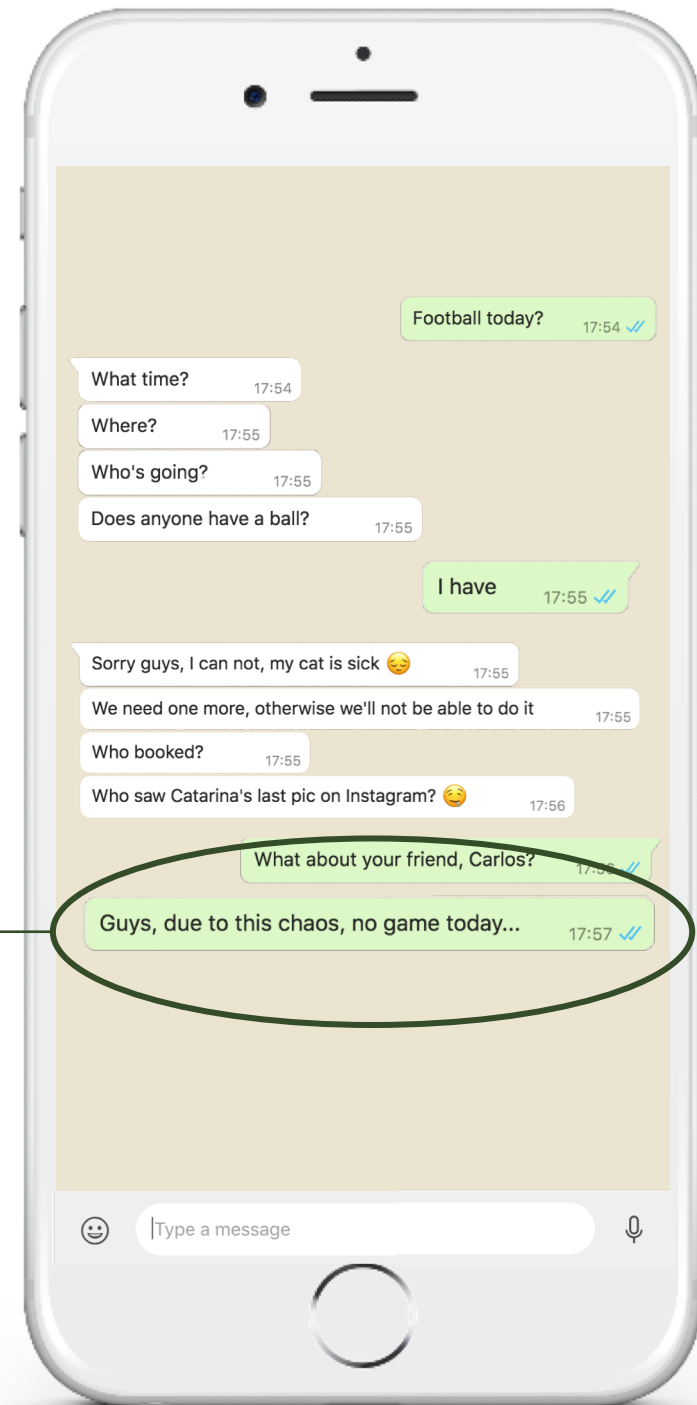 Football today? 17:54
What time? 17:54
Where? 17:55
Who's going? 17:55
Does anyone have a ball? 17:55
I have 17:55
Sorry guys, I can not, my cat is sick 😔 17:55
We need one more, otherwise we'll not be able to do it 17:55
Who booked? 17:55
Who saw Catarina's last pic on Instagram? 🤤 17:56
What about your friend, Carlos?
Guys, due to this chaos, no game today... 17:57
Type a message